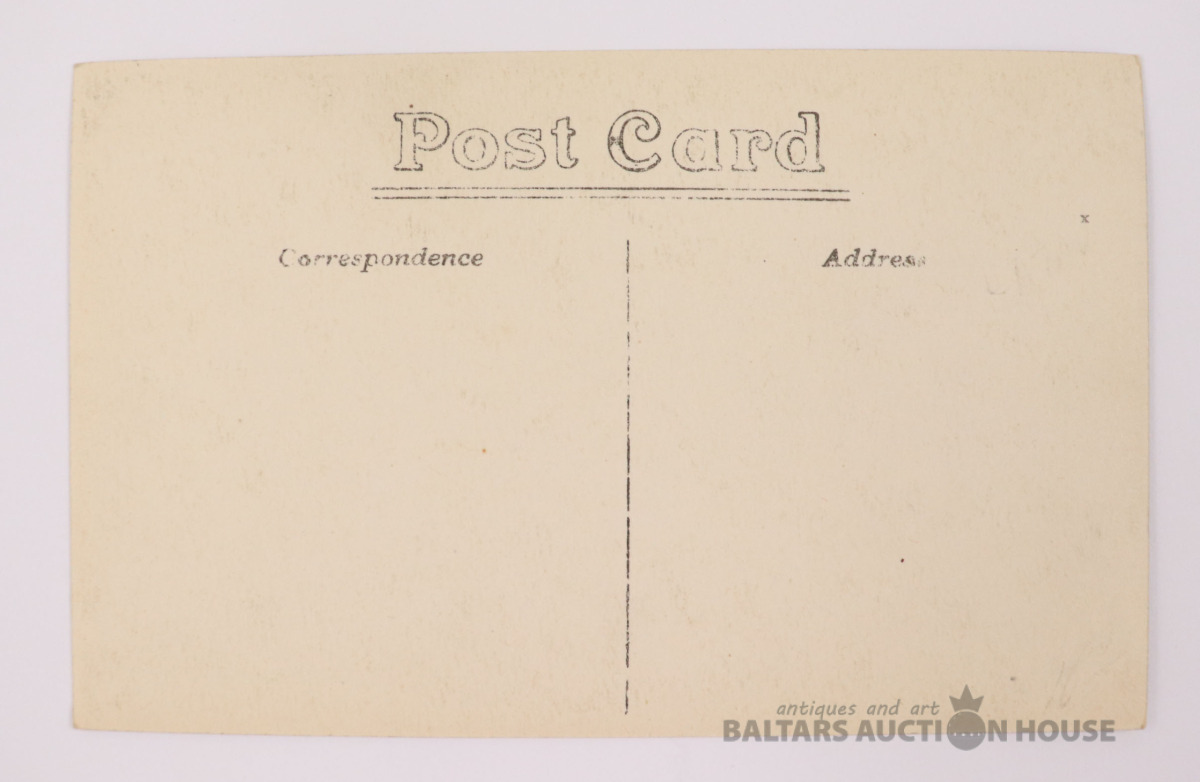 Post Card
x
Correspondence
Address
antiques and art
BALTARS AUCTION HOUSE